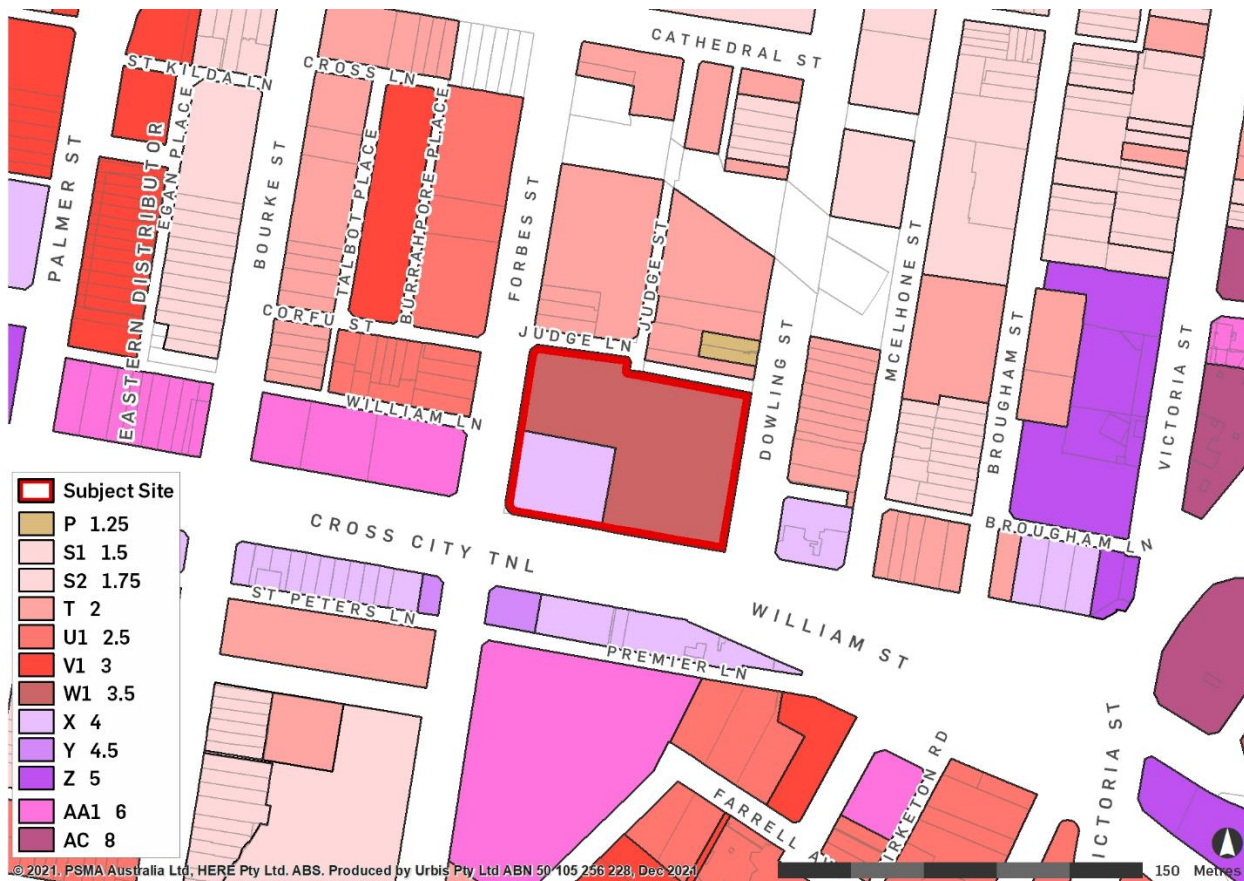 CATHEDRAL ST
ST KILDA LN
CROSS LN
PALMER ST
EASTERN DISTRIBUTOR
EGAN PLACE
BOURKE ST
TALBOT PLACE
BURRAHPORE PLACE
FORBES ST
JUDGE ST
MCELHONE ST
BROUGHAM ST
VICTORIA ST
CORFU ST
JUDGE LN
DOWLING ST
WILLIAM LN
CROSS CITY TNL
BROUGHAM LN
ST PETERS LN
WILLIAM ST
PREMIER LN
KIRKETON RD
FARRELL AV
VICTORIA ST
Subject Site
P 1.25
S1 1.5
S2 1.75
T 2
U1 2.5
V1 3
W1 3.5
X 4
Y 4.5
Z 5
AA1 6
AC 8
© 2021. PSMA Australia Ltd, HERE Pty Ltd. ABS. Produced by Urbis Pty Ltd ABN 50 105 256 228, Dec 2021
150 Metres